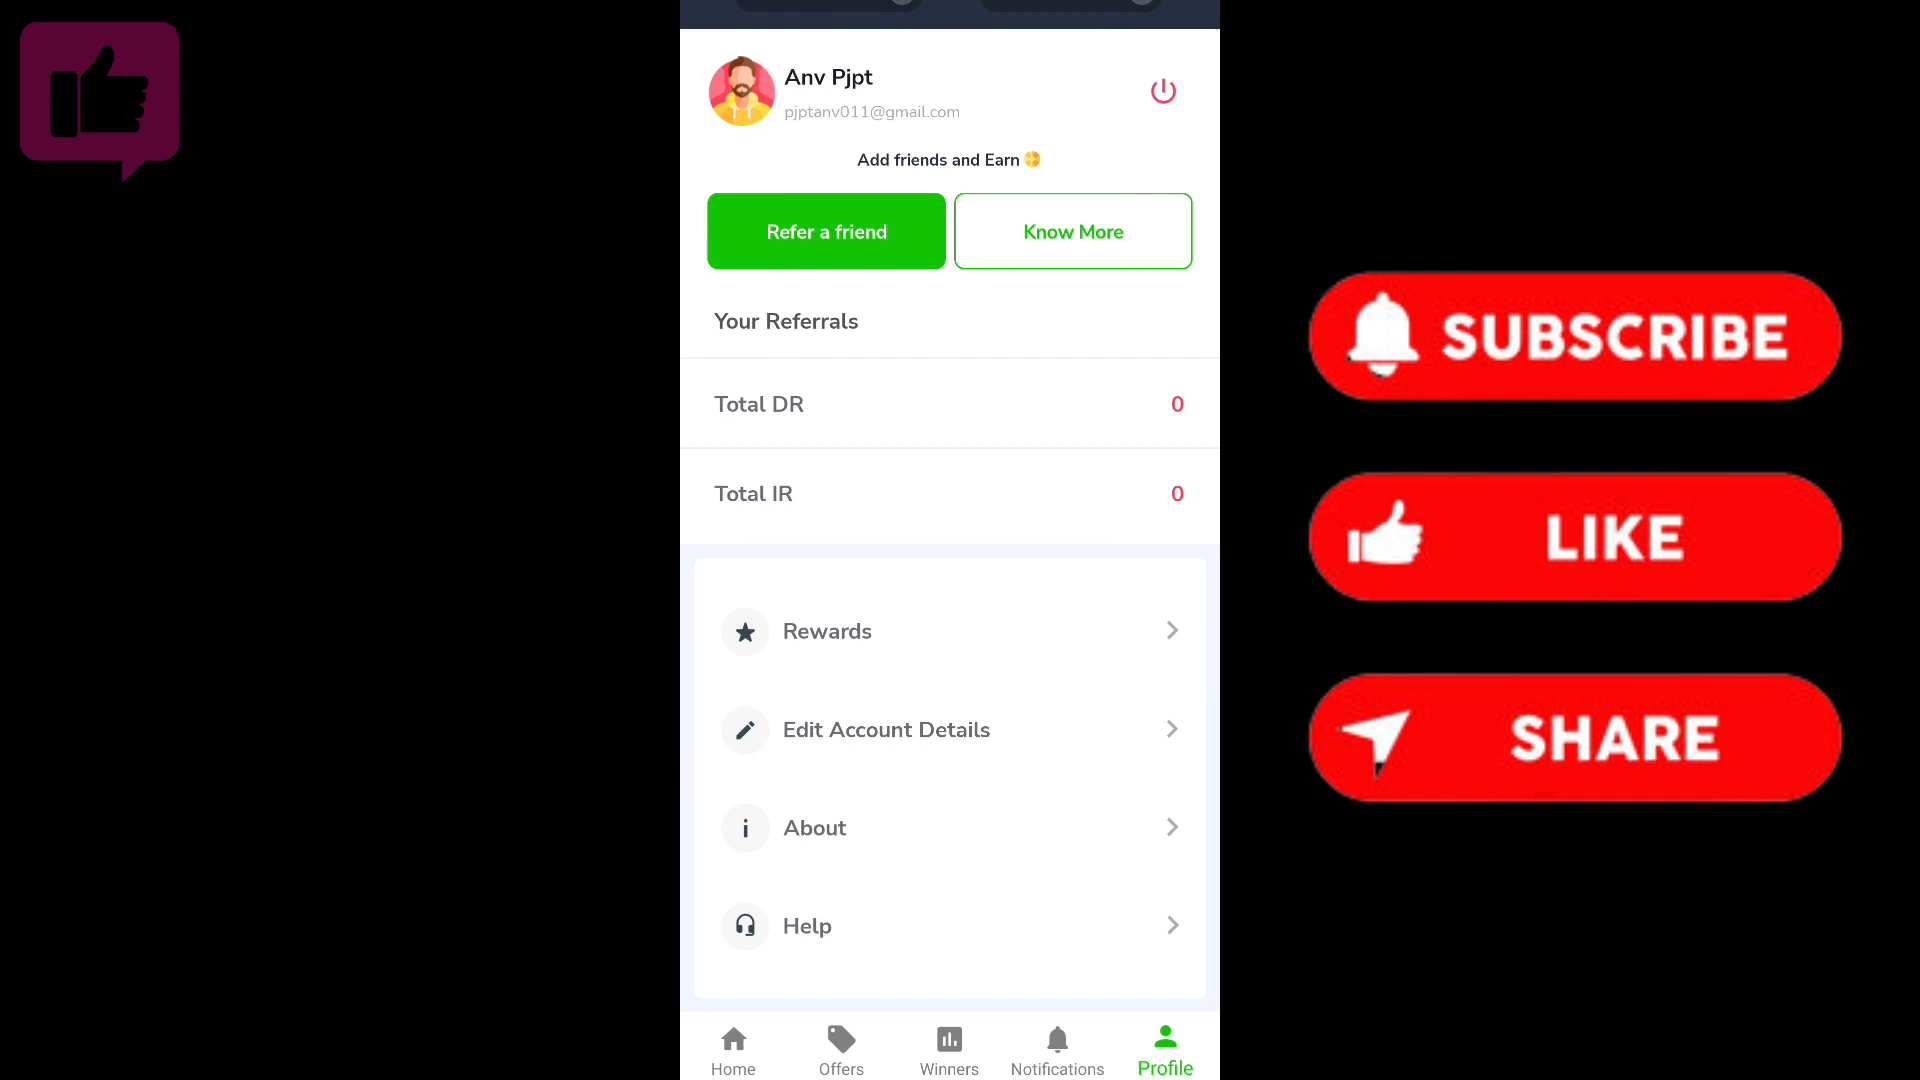 Anv Pjpt
pjptanv011@gmail.com
Add friends and Earn
Refer a friend
Know More
Your Referrals
Total DR
0
Total IR
0
Rewards
Edit Account Details
About
Help
Home
Offers
Winners
Notifications
Profile
SUBSCRIBE
LIKE
SHARE